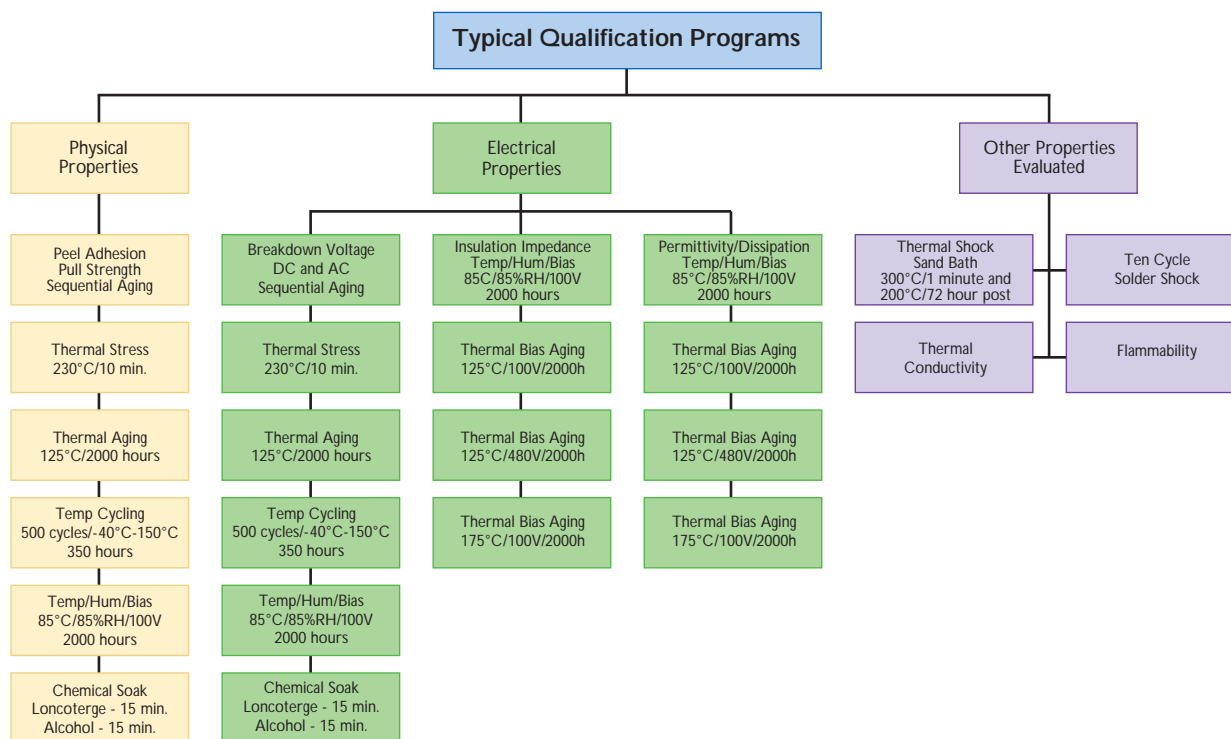 Typical Qualification Programs
Physical
Properties
Electrical
Properties
Other Properties
Evaluated
Peel Adhesion
Pull Strength
Sequential Aging
Thermal Stress
230°C/10 min.
Thermal Aging
125°C/2000 hours
Temp Cycling
500 cycles/-40°C-150°C
350 hours
Temp/Hum/Bias
85°C/85%RH/100V
2000 hours
Chemical Soak
Loncoterge - 15 min.
Alcohol - 15 min.
Breakdown Voltage
DC and AC
Sequential Aging
Thermal Stress
230°C/10 min.
Thermal Aging
125°C/2000 hours
Temp Cycling
500 cycles/-40°C-150°C
350 hours
Temp/Hum/Bias
85°C/85%RH/100V
2000 hours
Chemical Soak
Loncoterge - 15 min.
Alcohol - 15 min.
Insulation Impedance
Temp/Hum/Bias
85C/85%RH/100V
2000 hours
Thermal Bias Aging
125°C/100V/2000h
Thermal Bias Aging
125°C/480V/2000h
Thermal Bias Aging
175°C/100V/2000h
Permittivity/Dissipation
Temp/Hum/Bias
85°C/85%RH/100V
2000 hours
Thermal Bias Aging
125°C/100V/2000h
Thermal Bias Aging
125°C/480V/2000h
Thermal Bias Aging
175°C/100V/2000h
Thermal Shock
Sand Bath
300°C/1 minute and
200°C/72 hour post
Ten Cycle
Solder Shock
Thermal
Conductivity
Flammability